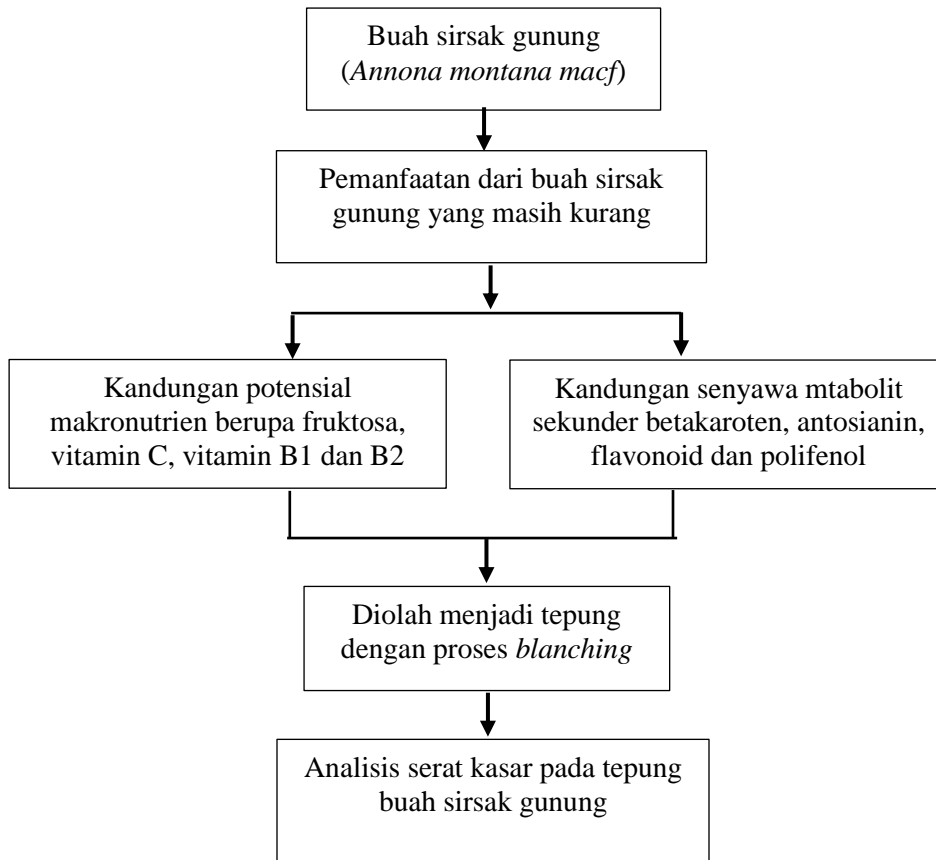 Buah sirsak gunung
(Annona montana macf)
Pemanfaatan dari buah sirsak
gunung yang masih kurang
Kandungan potensial
makronutrien berupa fruktosa,
vitamin C, vitamin B1 dan B2
Kandungan senyawa mtabolit
sekunder betakaroten, antosianin,
flavonoid dan polifenol
Diolah menjadi tepung
dengan proses blanching
Analisis serat kasar pada tepung
buah sirsak gunung